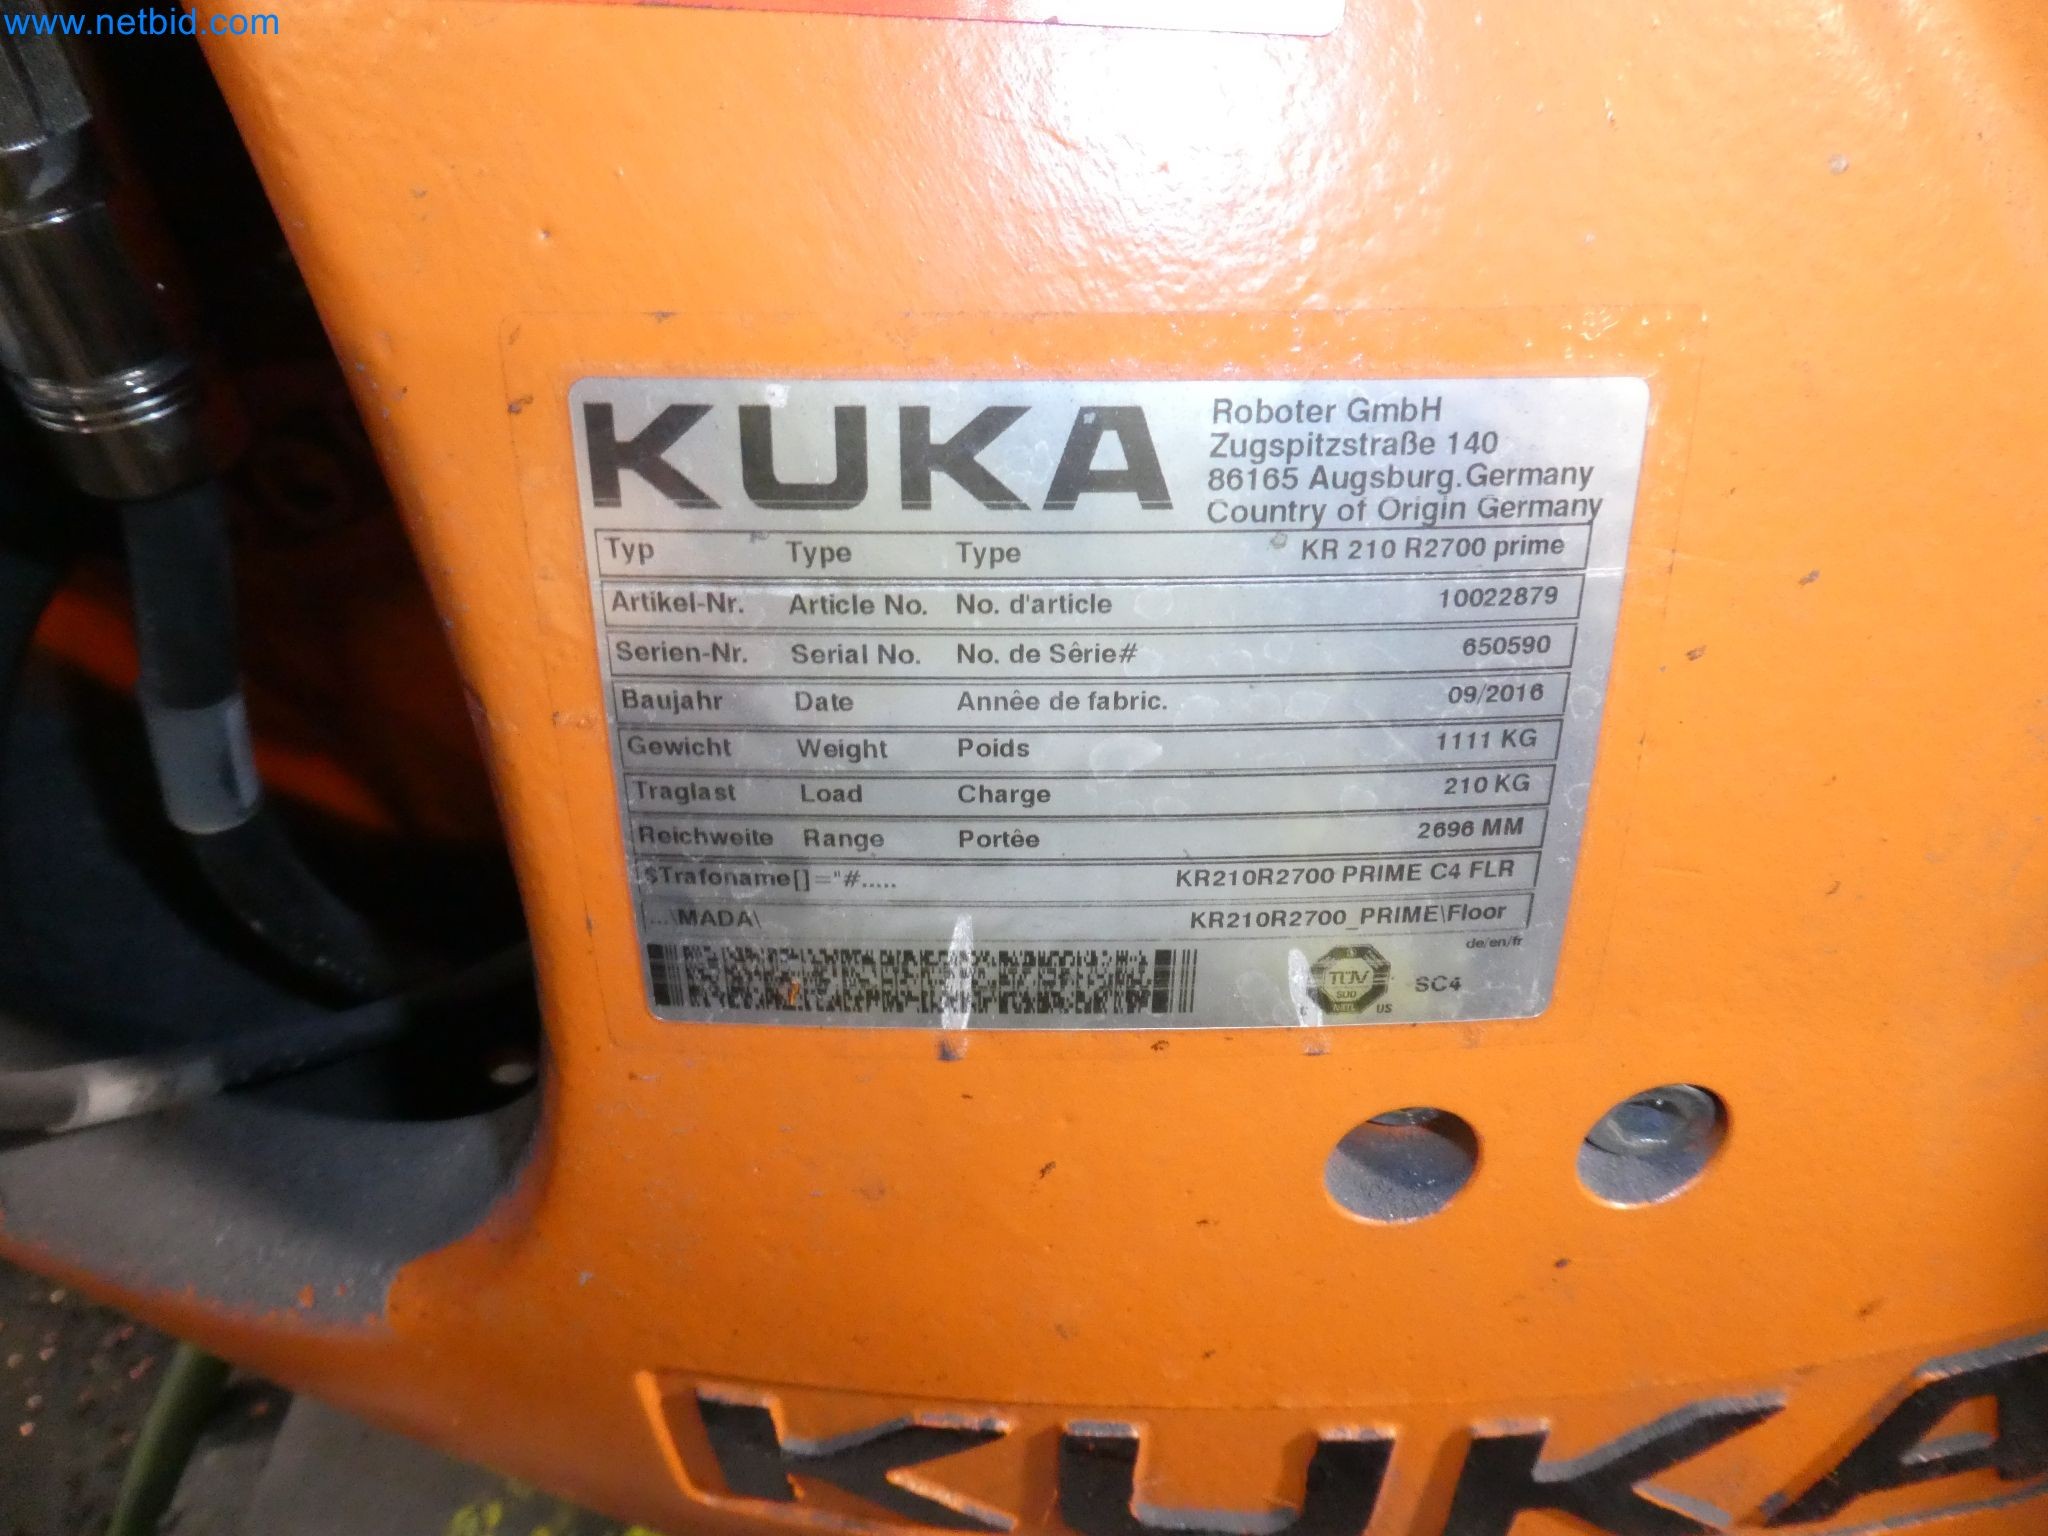 www.netbid.com
KUKA
Roboter GmbH
Zugspitzstraße 140
86165 Augsburg.Germany
Country of Origin Germany
Typ Type Type KR 210 R2700 prime
Artikel-Nr. Article No. No. d'article 10022879
Serien-Nr. Serial No. No. de Sêrie# 650590
Baujahr Date Annêe de fabric. 09/2016
Gewicht Weight Poids 1111 KG
Traglast Load Charge 210 KG
Reichweite Range Portêe 2696 MM
$Trafoname[]="#..... KR210R2700 PRIME C4 FLR
...\MADA\ KR210R2700_PRIME\Floor
de/en/fr
TÜV
SÜD
C US
SC4
KUKA